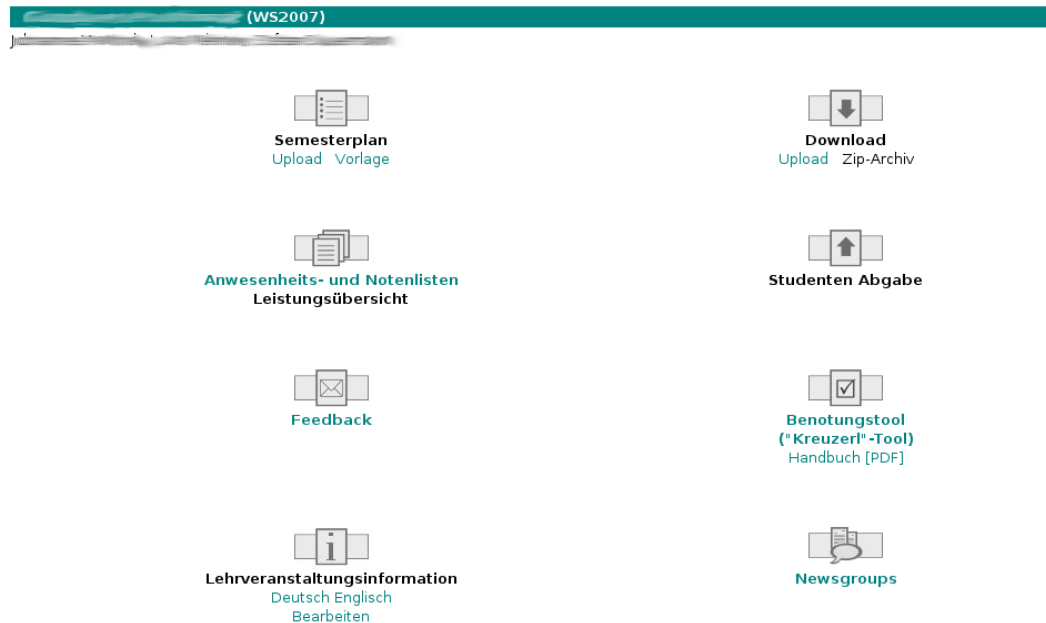 (WS2007)
Semesterplan
Upload Vorlage
Download
Upload Zip-Archiv
Anwesenheits- und Notenlisten
Leistungsübersicht
Studenten Abgabe
Feedback
Benotungstool
("Kreuzerl"-Tool)
Handbuch [PDF]
Lehrveranstaltungsinformation
Deutsch Englisch
Bearbeiten
Newsgroups